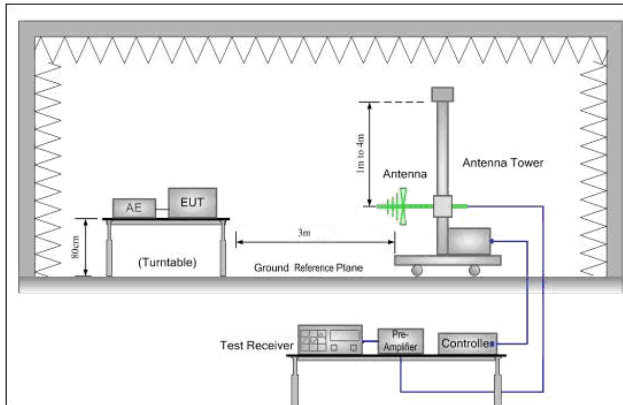 1m to 4m
Antenna
Antenna Tower
AE
EUT
80cm
(Turntable)
3m
Ground Reference Plane
Test Receiver
Pre-
Amplifier
Controller